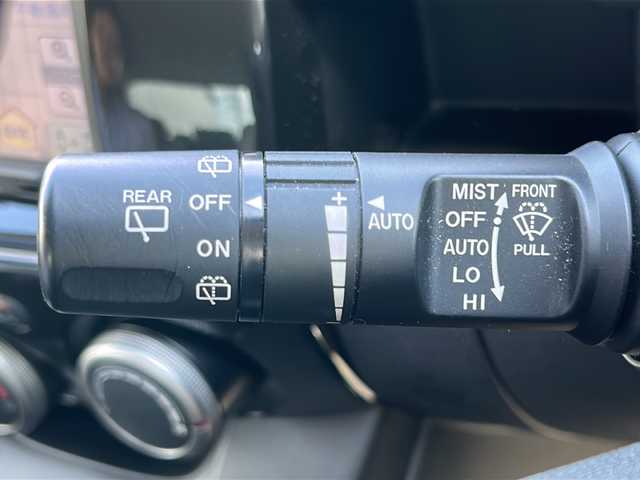 REAR
OFF
ON
+
AUTO
MIST
OFF
AUTO
LO
HI
FRONT
PULL